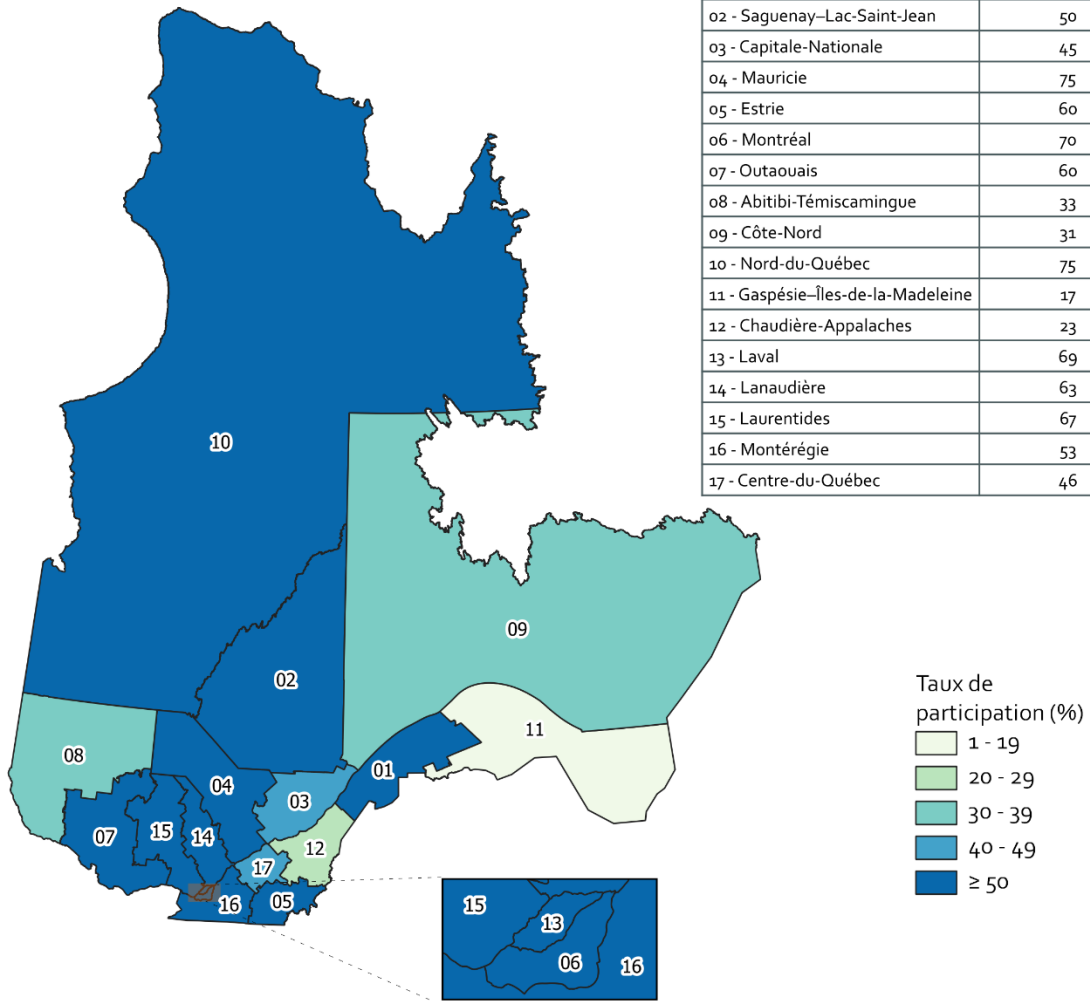 02 - Saguenay–Lac-Saint-Jean 50
03 - Capitale-Nationale 45
04 - Mauricie 75
05 - Estrie 60
06 - Montréal 70
07 - Outaouais 60
08 - Abitibi-Témiscamingue 33
09 - Côte-Nord 31
10 - Nord-du-Québec 75
11 - Gaspésie–Îles-de-la-Madeleine 17
12 - Chaudière-Appalaches 23
13 - Laval 69
14 - Lanaudière 63
15 - Laurentides 67
16 - Montérégie 53
17 - Centre-du-Québec 46
10
09
02
11
08
01
04
03
07
15
14
12
17
16
05
15
13
06
16
Taux de
participation (%)
1 - 19
20 - 29
30 - 39
40 - 49
≥ 50